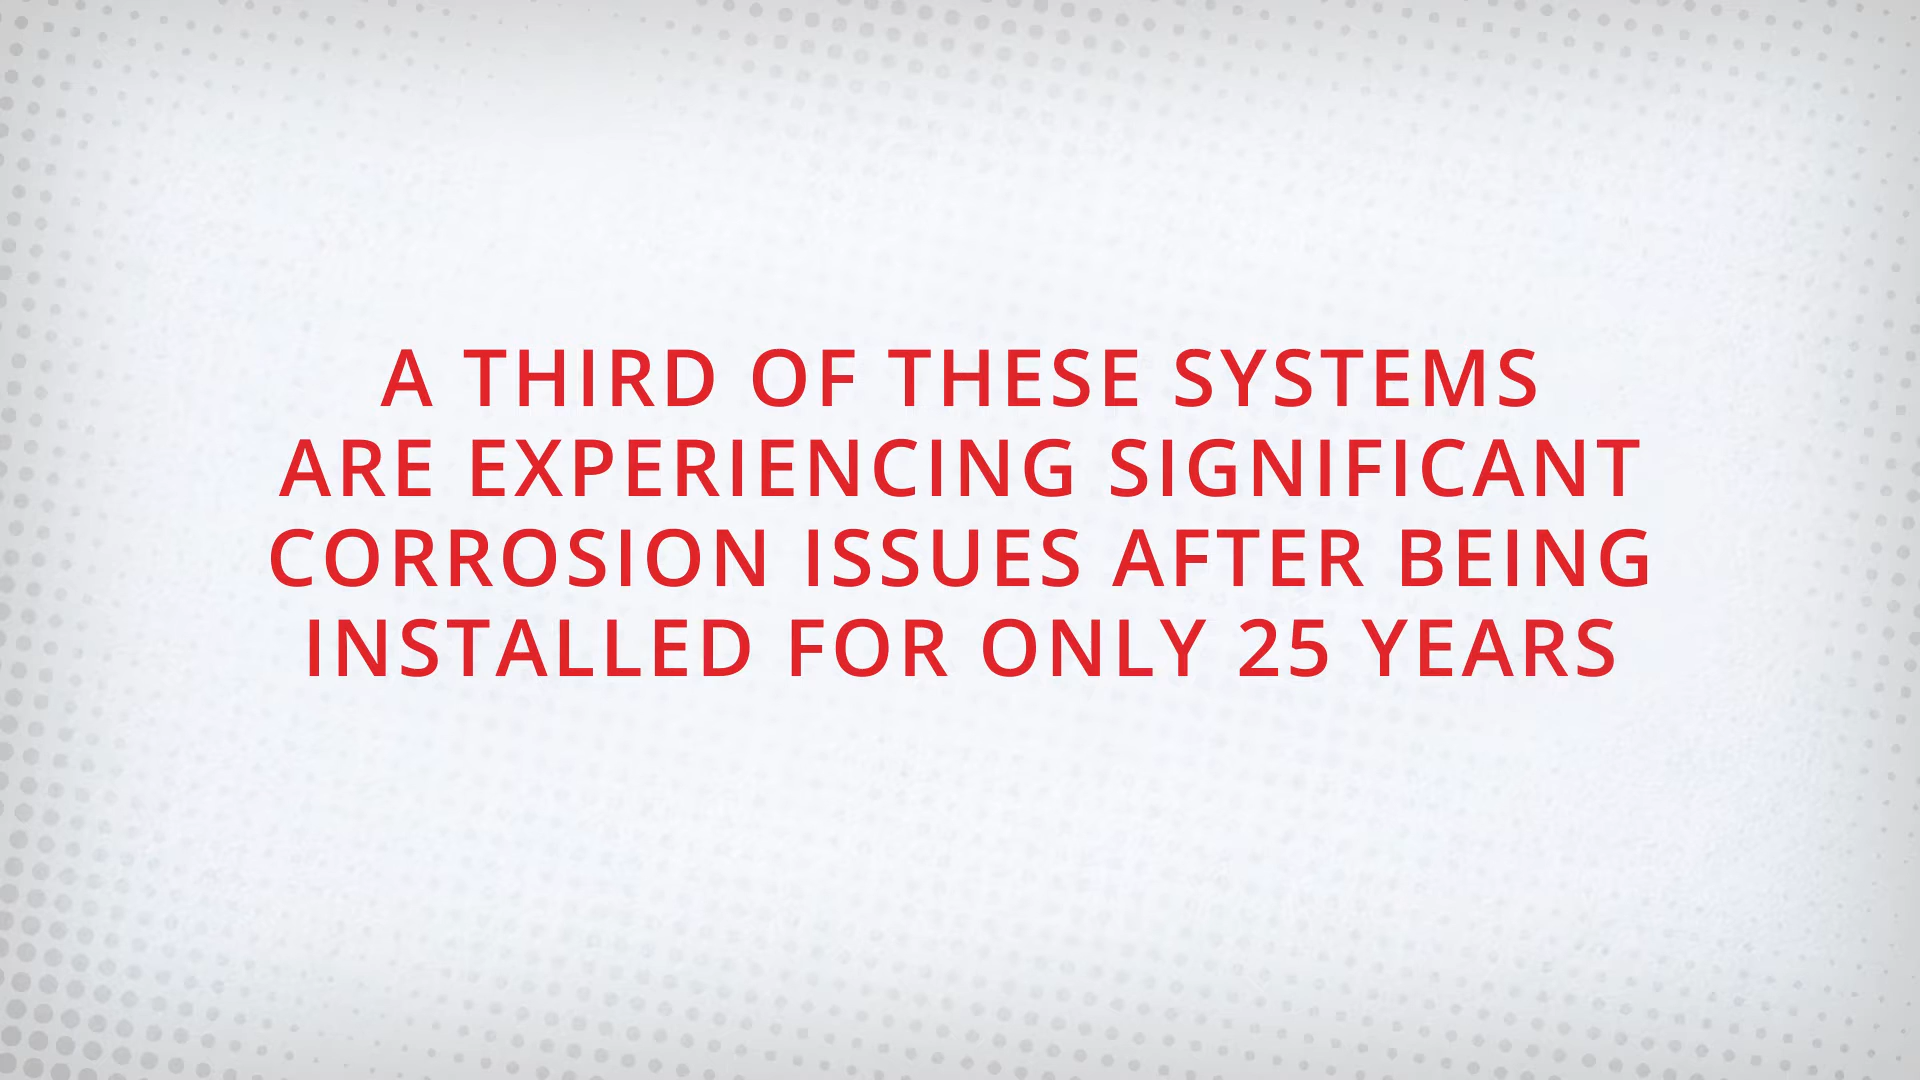 A THIRD OF THESE SYSTEMS
ARE EXPERIENCING SIGNIFICANT
CORROSION ISSUES AFTER BEING
INSTALLED FOR ONLY 25 YEARS